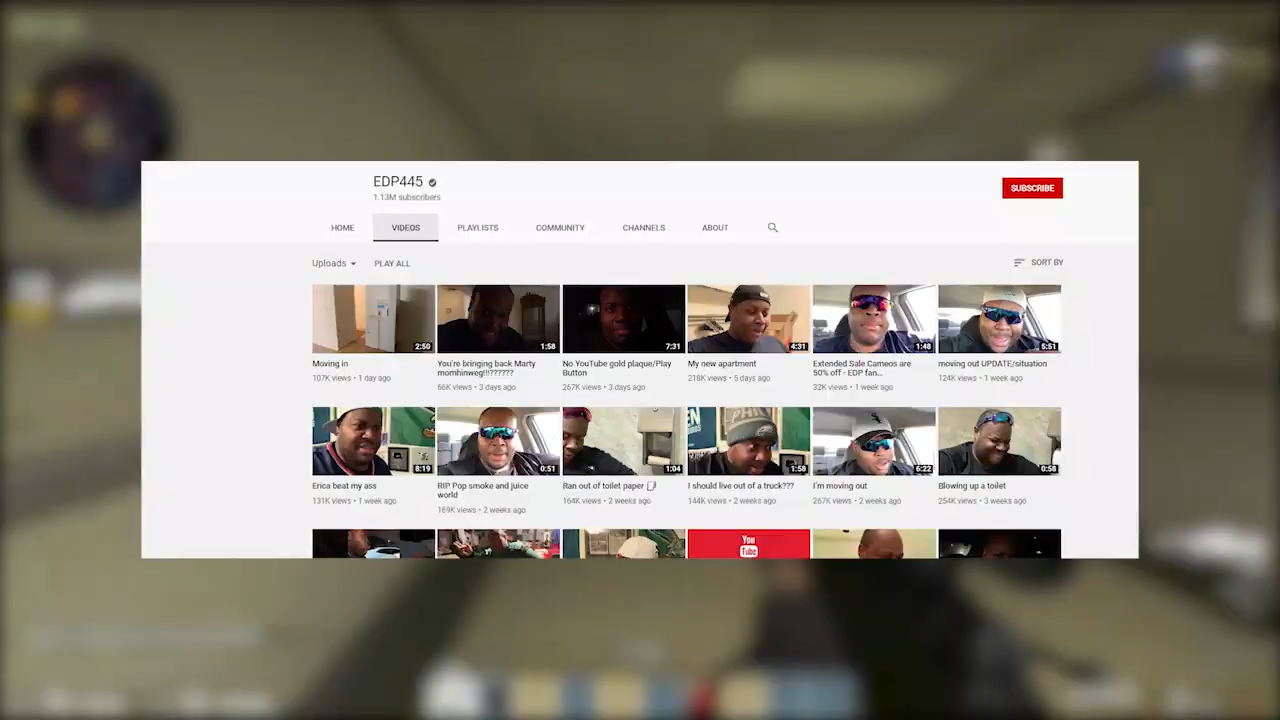 EDP445
1.13M subscribers
SUBSCRIBE
HOME VIDEOS PLAYLISTS COMMUNITY CHANNELS ABOUT
Uploads PLAY ALL SORT BY
2:50 1:58 7:31 4:31 1:48 5:51
Moving in
107K views • 1 day ago
You're bringing back Marty
mornhinweg!!!??????
66K views • 3 days ago
No YouTube gold plaque/Play
Button
267K views • 3 days ago
My new apartment
218K views • 5 days ago
Extended Sale Cameos are
50% off - EDP fan...
32K views • 1 week ago
moving out UPDATE/situation
124K views • 1 week ago
8:19 0:51 1:04 1:58 6:22 0:58
Erica beat my ass
131K views • 1 week ago
RIP Pop smoke and juice
world
169K views • 2 weeks ago
Ran out of toilet paper 🧻
164K views • 2 weeks ago
I should live out of a truck???
144K views • 2 weeks ago
I'm moving out
267K views • 2 weeks ago
Blowing up a toilet
254K views • 3 weeks ago
You
Tube